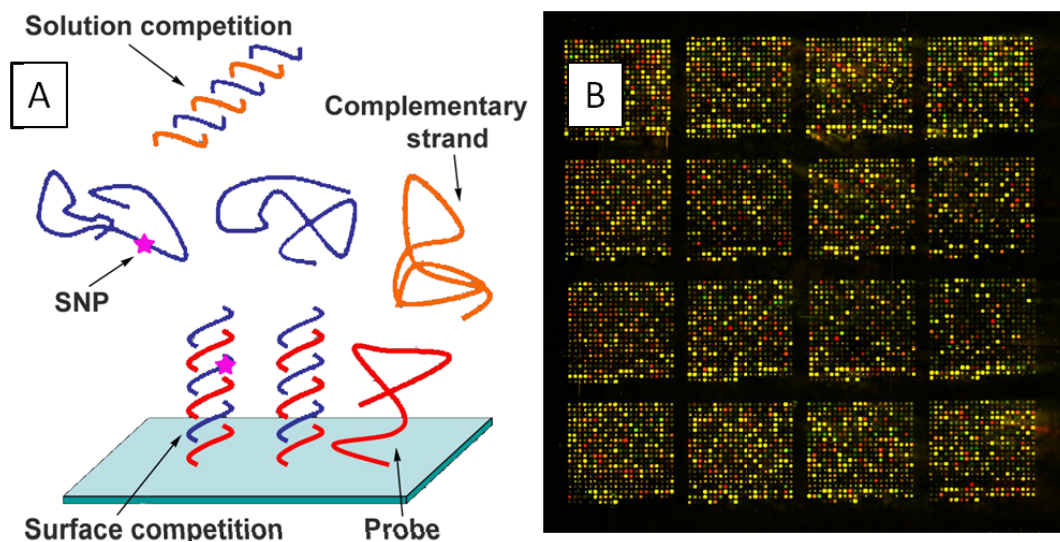 Solution competition
A
B
Complementary
strand
SNP
Surface competition
Probe